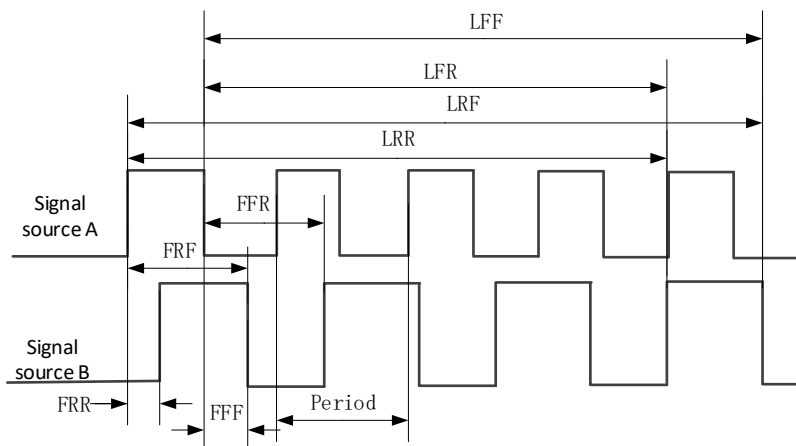 LFF
LFR
LRF
LRR
Signal
source A
FFR
FRF
Signal
source B
FRR
FFF
Period